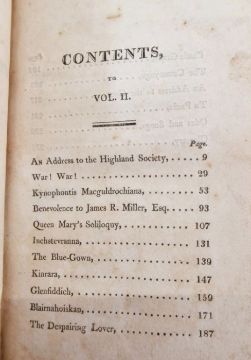 CONTENTS,
TO
VOL. II.
Page.
AN Address to the Highland Society, ...... 9
War! War! ...... 29
Kynophontis Macguldrochiana, ...... 53
Benevolence to James R. Miller, Esq. ...... 93
Queen Mary's Soliloquy, ...... 107
Inchstevranna, ...... 131
The Blue-Gown, ...... 139
Kiarara, ...... 147
Glenfiddich, ...... 159
Blairnahoiskan, ...... 171
The Despairing Lover, ...... 187